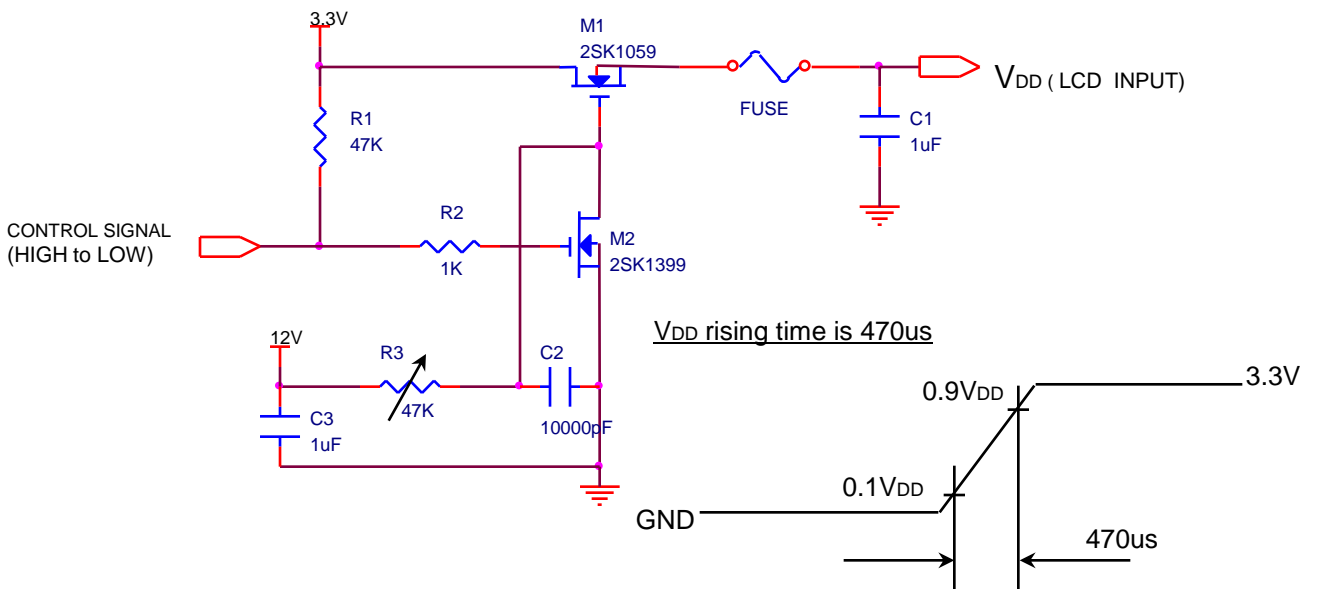 3.3V
M1
2SK1059
VDD ( LCD INPUT)
FUSE
R1
47K
C1
1uF
CONTROL SIGNAL
(HIGH to LOW)
R2
1K
M2
2SK1399
VDD rising time is 470us
12V
R3
47K
C2
10000pF
C3
1uF
3.3V
0.9VDD
0.1VDD
GND
470us